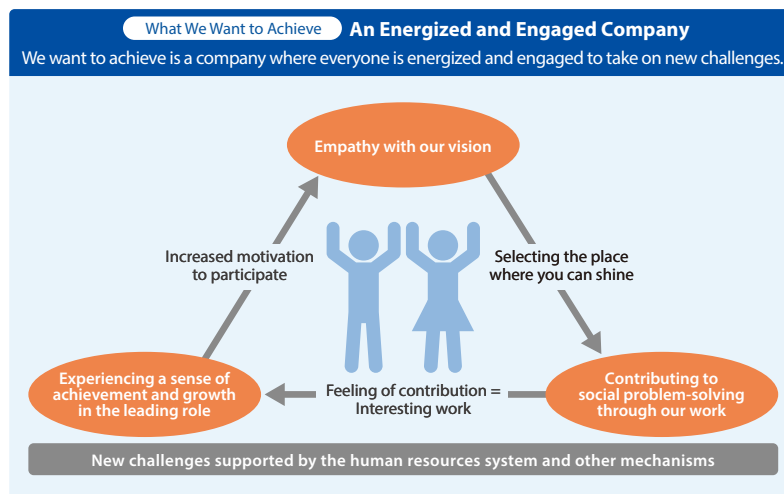 What We Want to Achieve
An Energized and Engaged Company
We want to achieve is a company where everyone is energized and engaged to take on new challenges.
Empathy with our vision
Increased motivation
to participate
Selecting the place
where you can shine
Experiencing a sense of
achievement and growth
in the leading role
Feeling of contribution =
Interesting work
Contributing to
social problem-solving
through our work
New challenges supported by the human resources system and other mechanisms